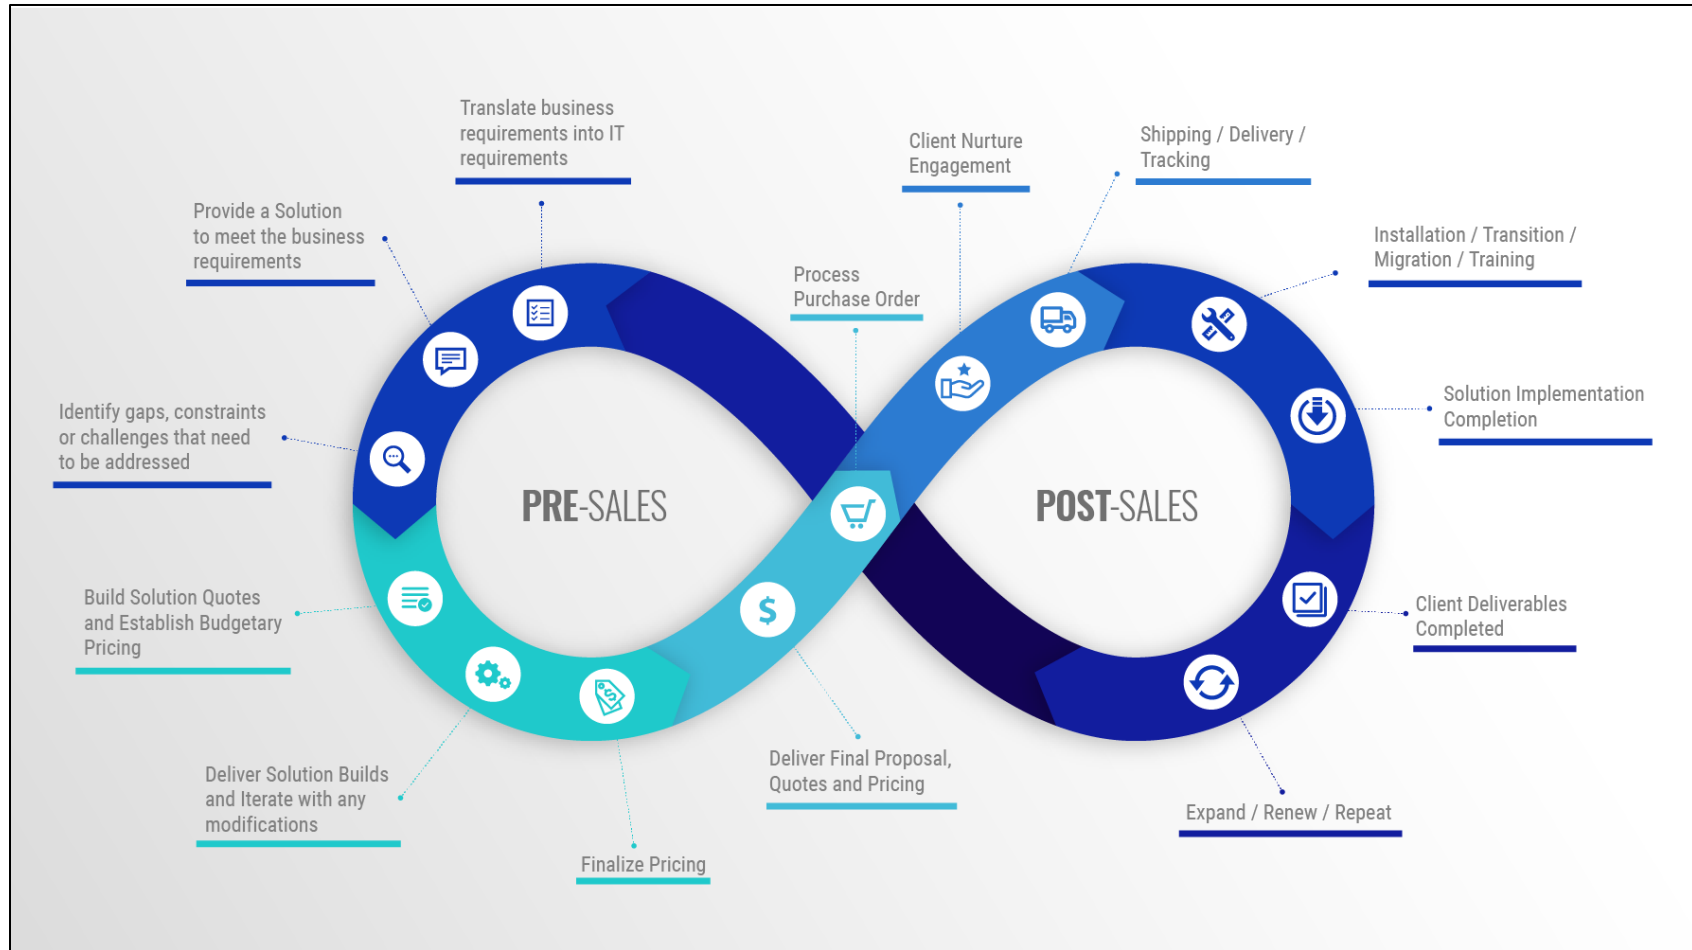 Translate business
requirements into IT
requirements
Provide a Solution
to meet the business
requirements
Identify gaps, constraints
or challenges that need
to be addressed
Build Solution Quotes
and Establish Budgetary
Pricing
Deliver Solution Builds
and Iterate with any
modifications
Finalize Pricing
Deliver Final Proposal,
Quotes and Pricing
Process
Purchase Order
Client Nurture
Engagement
Shipping / Delivery /
Tracking
Installation / Transition /
Migration / Training
Solution Implementation
Completion
Client Deliverables
Completed
Expand / Renew / Repeat
PRE-SALES
POST-SALES
$
$